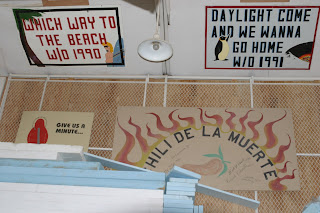 WHICH WAY TO
THE BEACH
W/O 1990
DAYLIGHT COME
AND WE WANNA
GO HOME
W/O 1991
GIVE US A
MINUTE...
HILI DE LA MUERTE